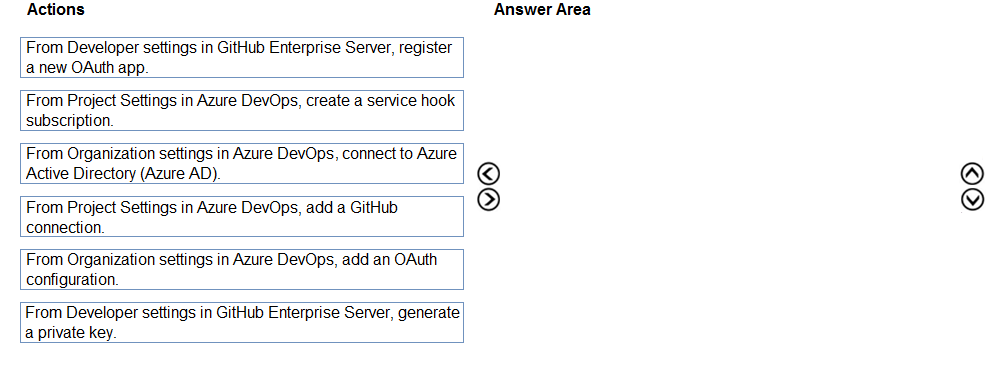 Actions
Answer Area
From Developer settings in GitHub Enterprise Server, register
a new OAuth app.
From Project Settings in Azure DevOps, create a service hook
subscription.
From Organization settings in Azure DevOps, connect to Azure
Active Directory (Azure AD).
From Project Settings in Azure DevOps, add a GitHub
connection.
From Organization settings in Azure DevOps, add an OAuth
configuration.
From Developer settings in GitHub Enterprise Server, generate
a private key.